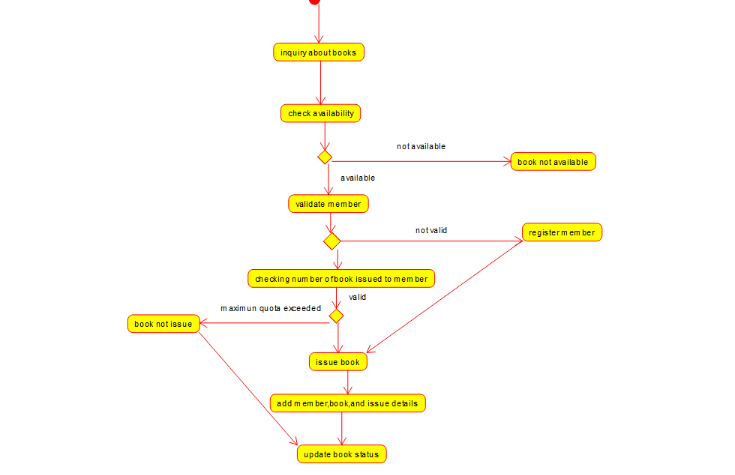 inquiry about books
check availability
not available
book not available
available
validate member
not valid
register member
checking number of book issued to member
valid
maximun quota exceeded
book not issue
issue book
add member,book,and issue details
update book status